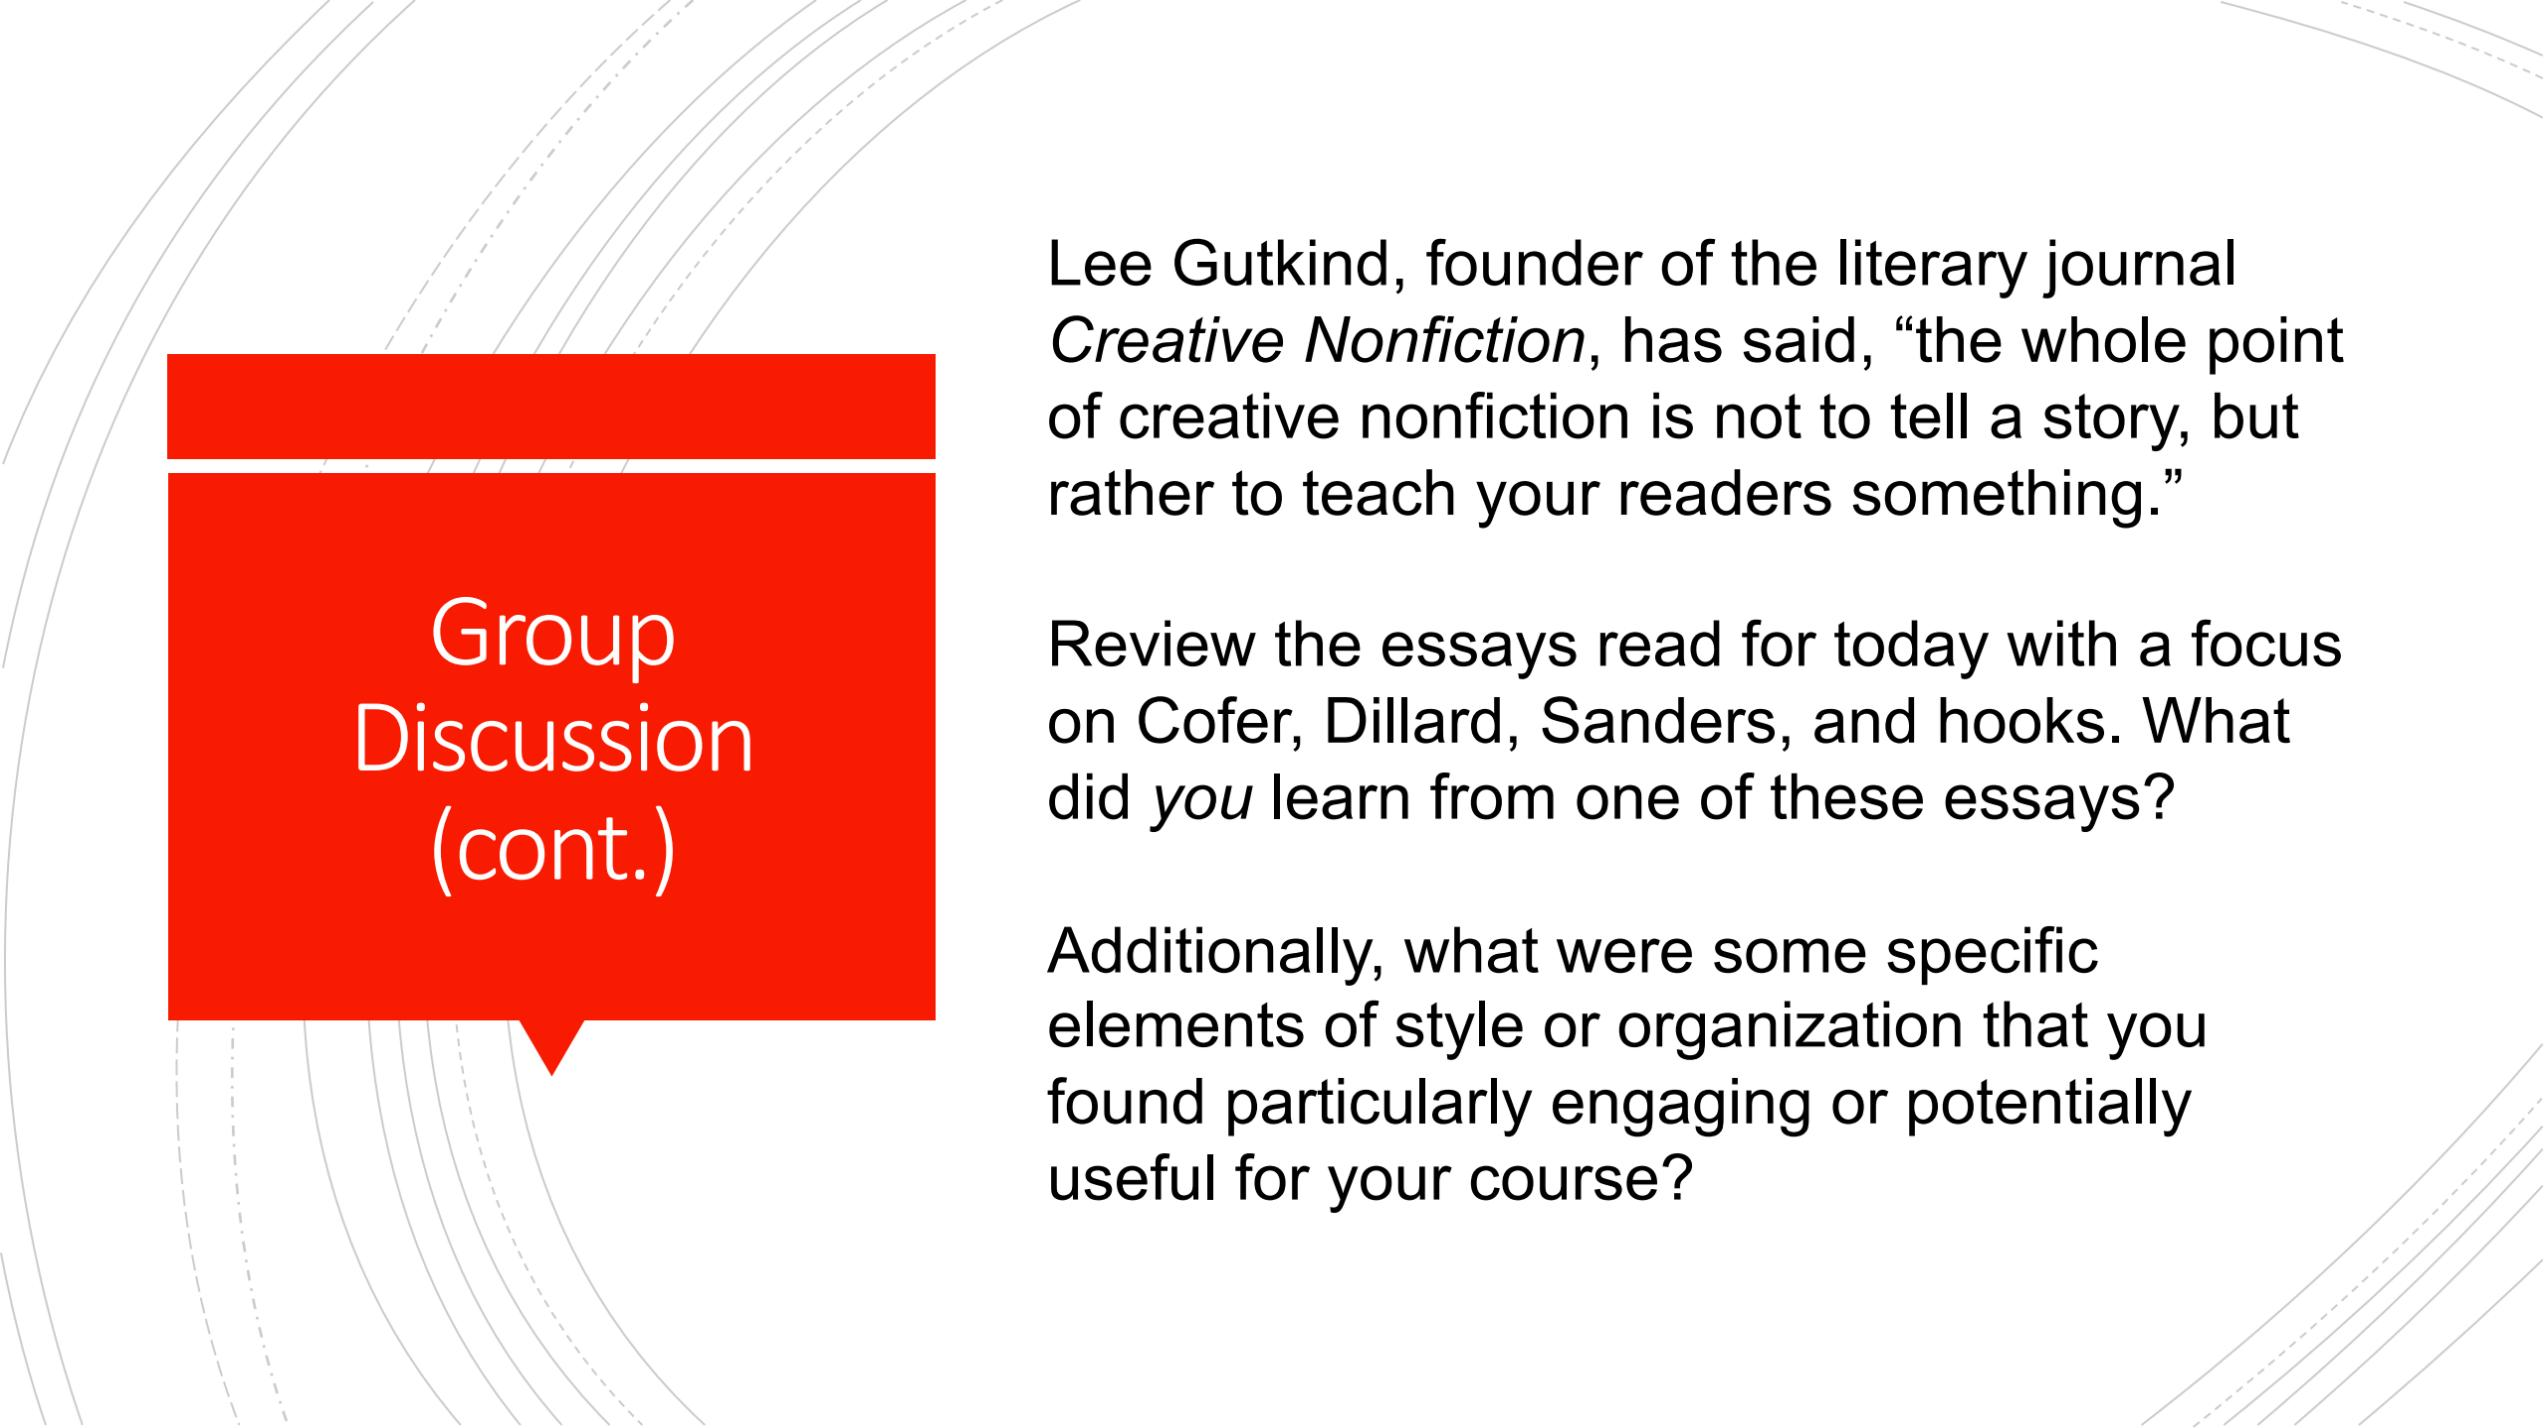 Group
Discussion
(cont.)
Lee Gutkind, founder of the literary journal
Creative Nonfiction, has said, “the whole point
of creative nonfiction is not to tell a story, but
rather to teach your readers something.”
Review the essays read for today with a focus
on Cofer, Dillard, Sanders, and hooks. What
did you learn from one of these essays?
Additionally, what were some specific
elements of style or organization that you
found particularly engaging or potentially
useful for your course?